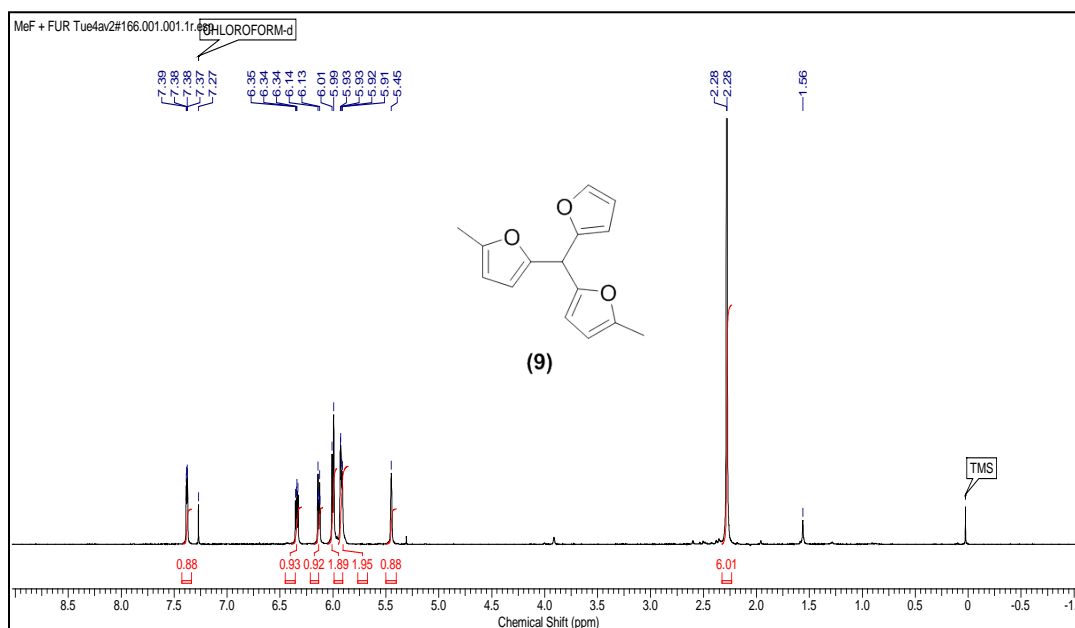 MeF + FUR Tue4av2#166.001.001.1r.esp
CHLOROFORM-d
7.39
7.38
7.38
7.37
7.27
6.35
6.34
6.34
6.14
6.13
6.01
5.99
5.93
5.93
5.92
5.91
5.45
2.28
2.28
1.56
O
O
O
(9)
TMS
0.88 0.93 0.92 1.89 1.95 0.88 6.01
8.5 8.0 7.5 7.0 6.5 6.0 5.5 5.0 4.5 4.0 3.5 3.0 2.5 2.0 1.5 1.0 0.5 0 -0.5
Chemical Shift (ppm)